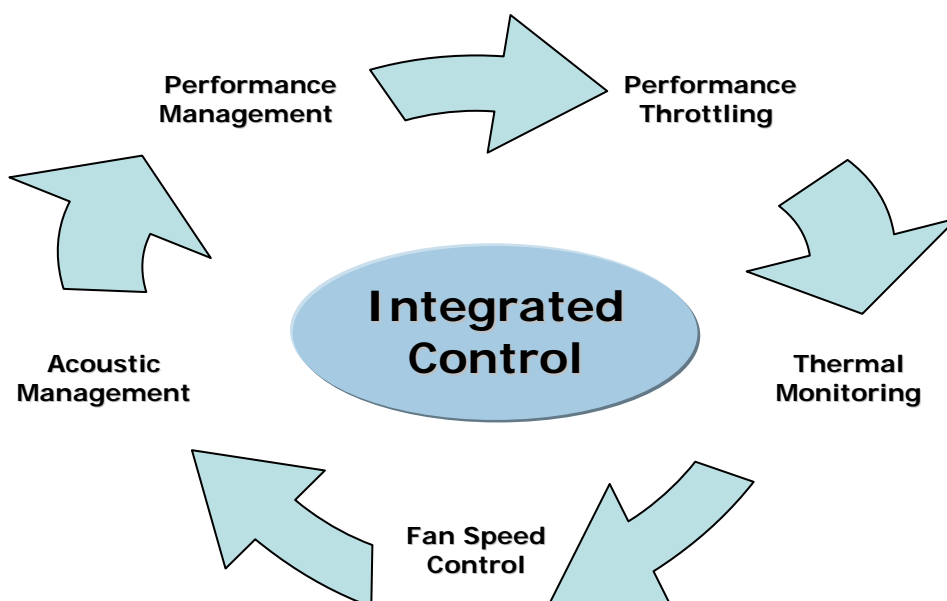 Performance
Management
Performance
Throttling
Integrated
Control
Acoustic
Management
Thermal
Monitoring
Fan Speed
Control